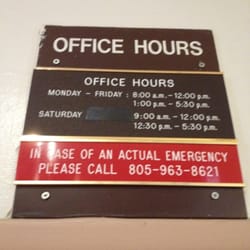 OFFICE HOURS
OFFICE HOURS
MONDAY - FRIDAY : 8:00 a.m. - 12:00 p.m.
1:00 p.m. - 5:30 p.m.
SATURDAY 9:00 a.m. - 12:00 p.m.
12:30 p.m. - 5:30 p.m.
IN CASE OF AN ACTUAL EMERGENCY
PLEASE CALL 805-963-8621